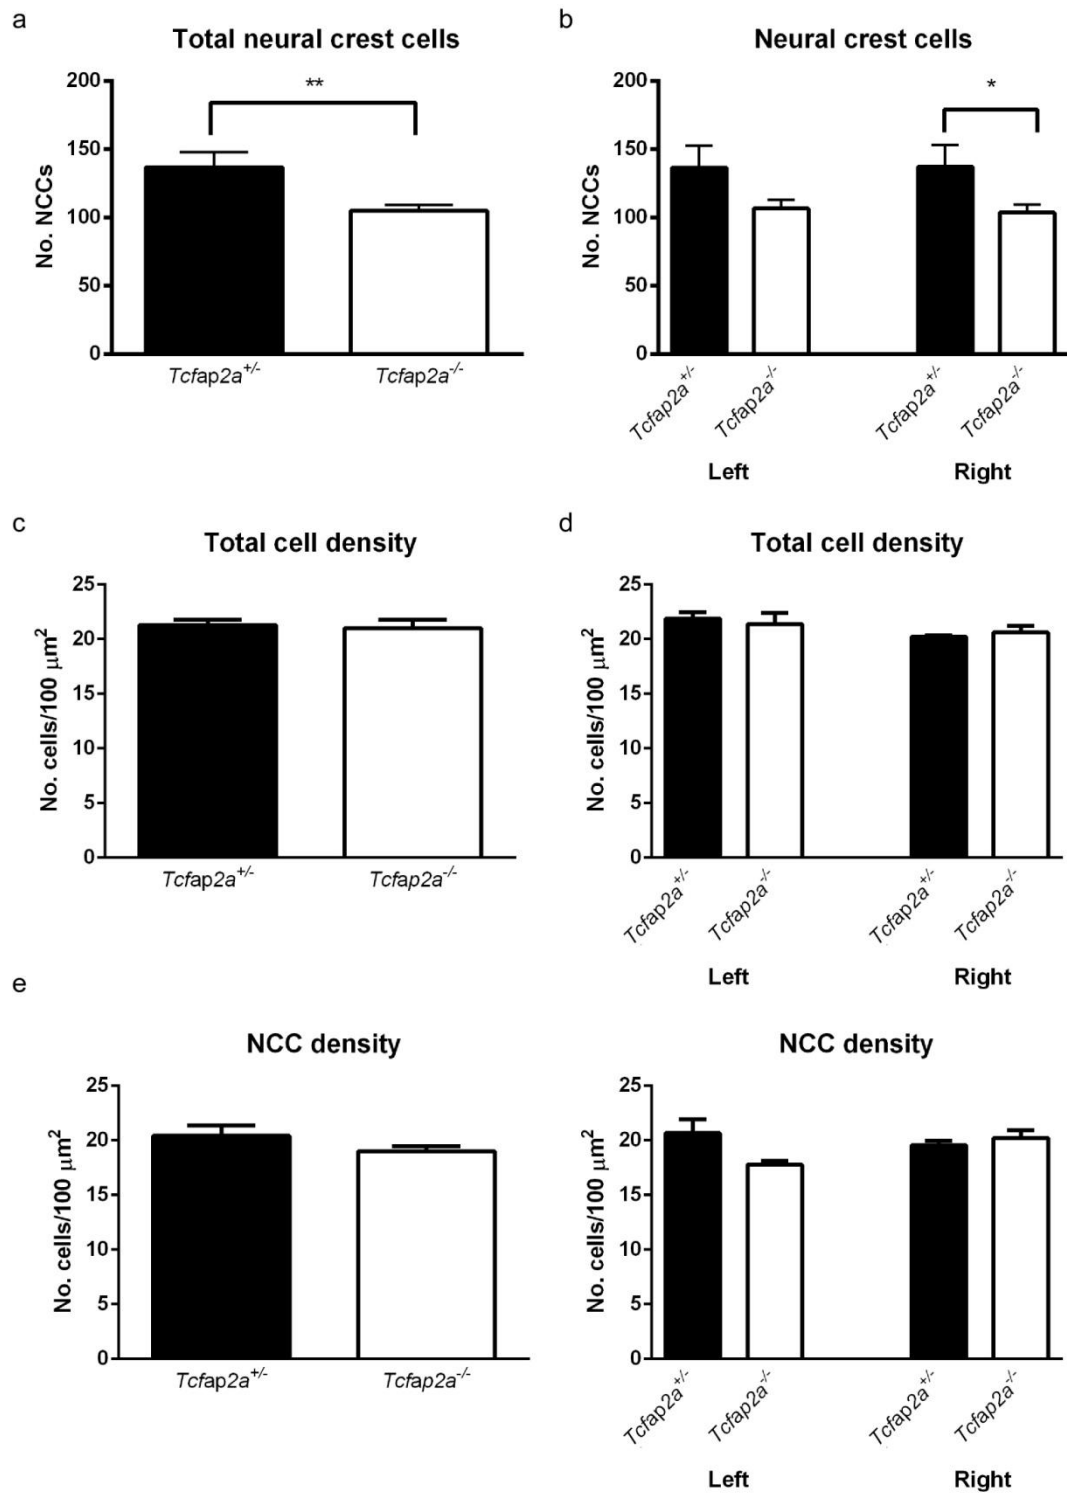 a
Total neural crest cells
200
150
100
50
0
No. NCCs
**
Tcfap2a+/-
Tcfap2a-/-
b
Neural crest cells
200
150
100
50
0
No. NCCs
*
Tcfap2a+/-
Tcfap2a-/-
Tcfap2a+/-
Tcfap2a-/-
Left
Right
c
Total cell density
25
20
15
10
5
0
No. cells/100 μm²
Tcfap2a+/-
Tcfap2a-/-
d
Total cell density
25
20
15
10
5
0
No. cells/100 μm²
Tcfap2a+/-
Tcfap2a-/-
Tcfap2a+/-
Tcfap2a-/-
Left
Right
e
NCC density
25
20
15
10
5
0
No. cells/100 μm²
Tcfap2a+/-
Tcfap2a-/-
NCC density
25
20
15
10
5
0
No. cells/100 μm²
Tcfap2a+/-
Tcfap2a-/-
Tcfap2a+/-
Tcfap2a-/-
Left
Right